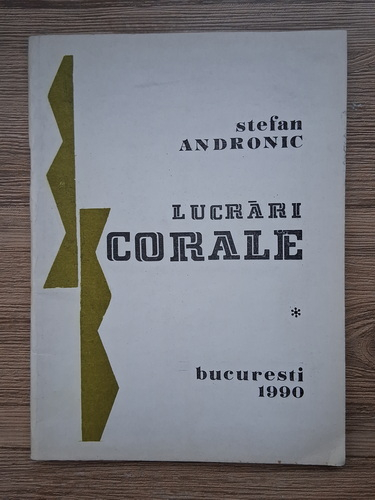 stefan
ANDRONIC
LUCRĂRI
CORALE
*
bucuresti
1990